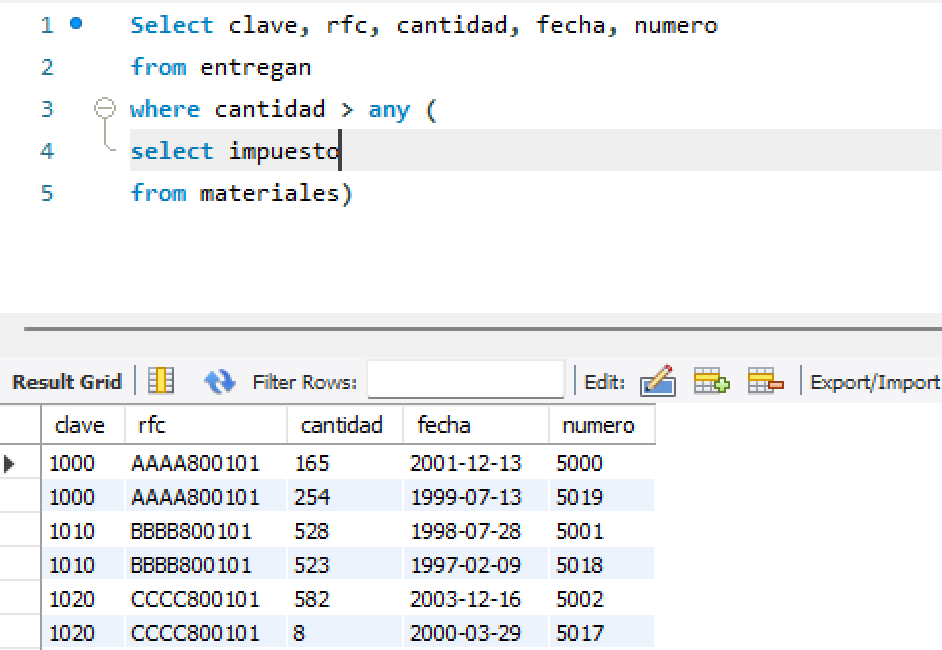 1 Select clave, rfc, cantidad, fecha, numero
2 from entregan
3 where cantidad > any (
4 select impuesto
5 from materiales)
Result Grid Filter Rows: Edit: Export/Import
clave rfc cantidad fecha numero
1000 AAAA800101 165 2001-12-13 5000
1000 AAAA800101 254 1999-07-13 5019
1010 BBBB800101 528 1998-07-28 5001
1010 BBBB800101 523 1997-02-09 5018
1020 CCCC800101 582 2003-12-16 5002
1020 CCCC800101 8 2000-03-29 5017